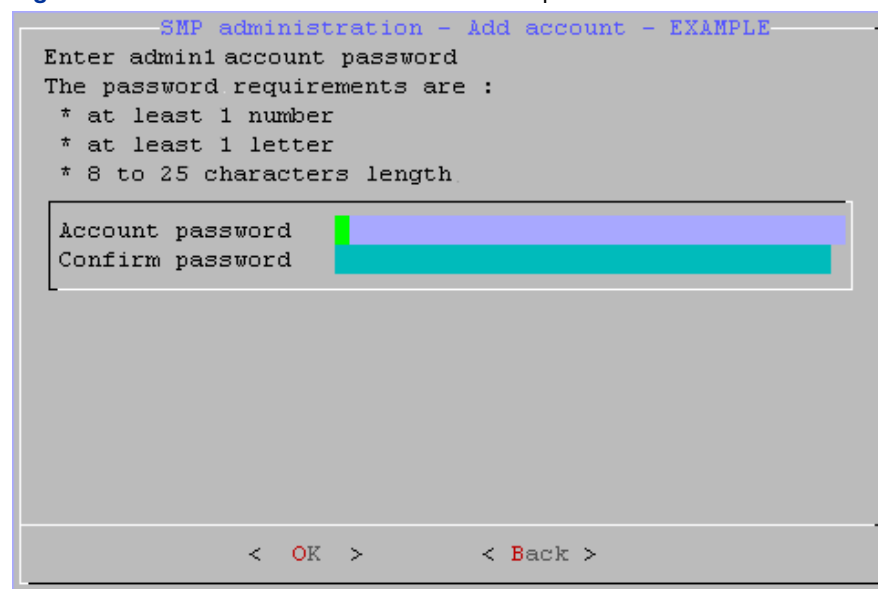 SMP administration - Add account - EXAMPLE
Enter admin1 account password
The password requirements are :
* at least 1 number
* at least 1 letter
* 8 to 25 characters length
Account password
Confirm password
< OK > < Back >